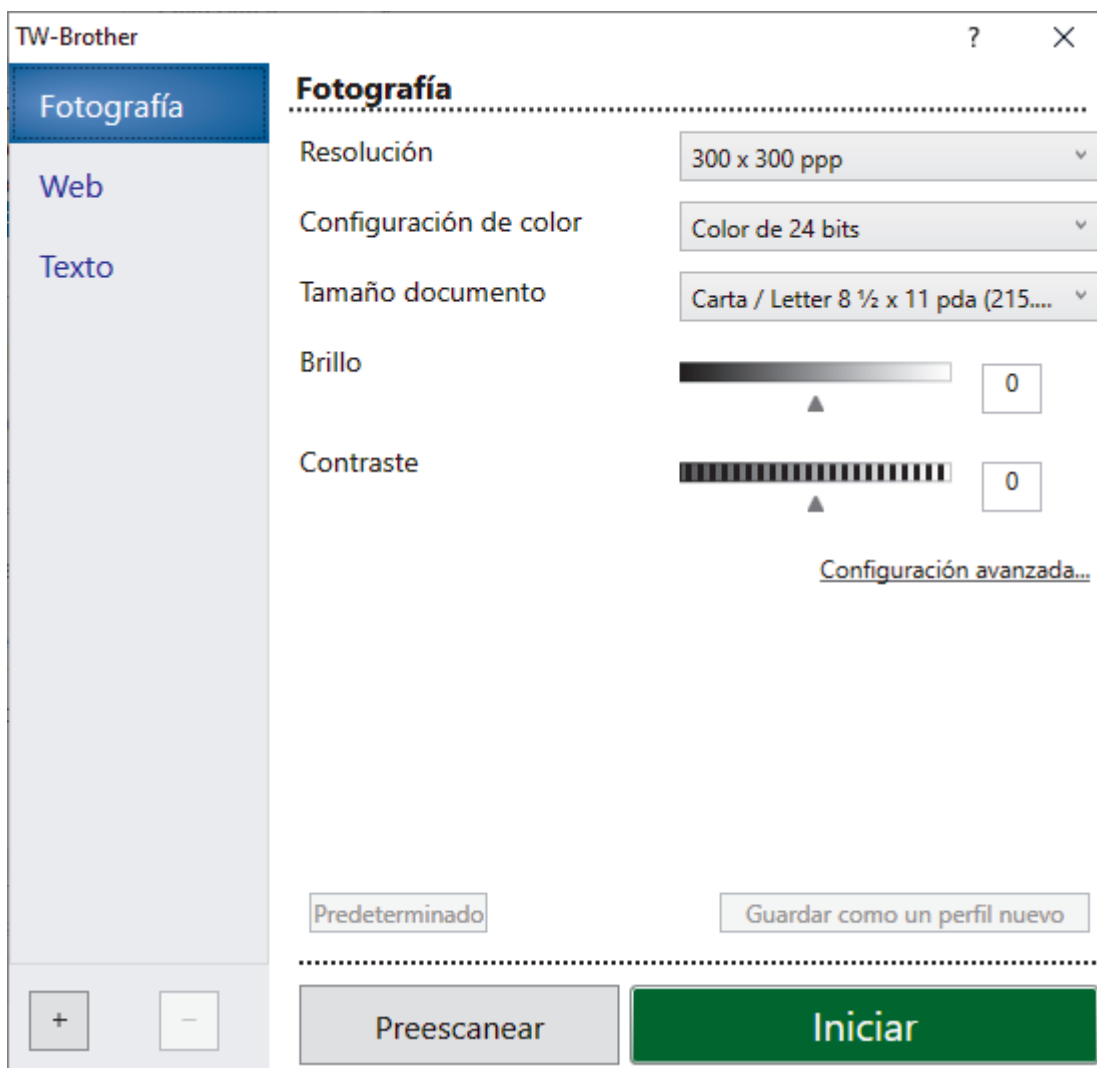 TW-Brother
?
Fotografía
Web
Texto
Fotografía
Resolución
300 x 300 ppp
Configuración de color
Color de 24 bits
Tamaño documento
Carta / Letter 8 ½ x 11 pda (215....
Brillo
0
Contraste
0
Configuración avanzada...
Predeterminado
Guardar como un perfil nuevo
+
−
Preescanear
Iniciar